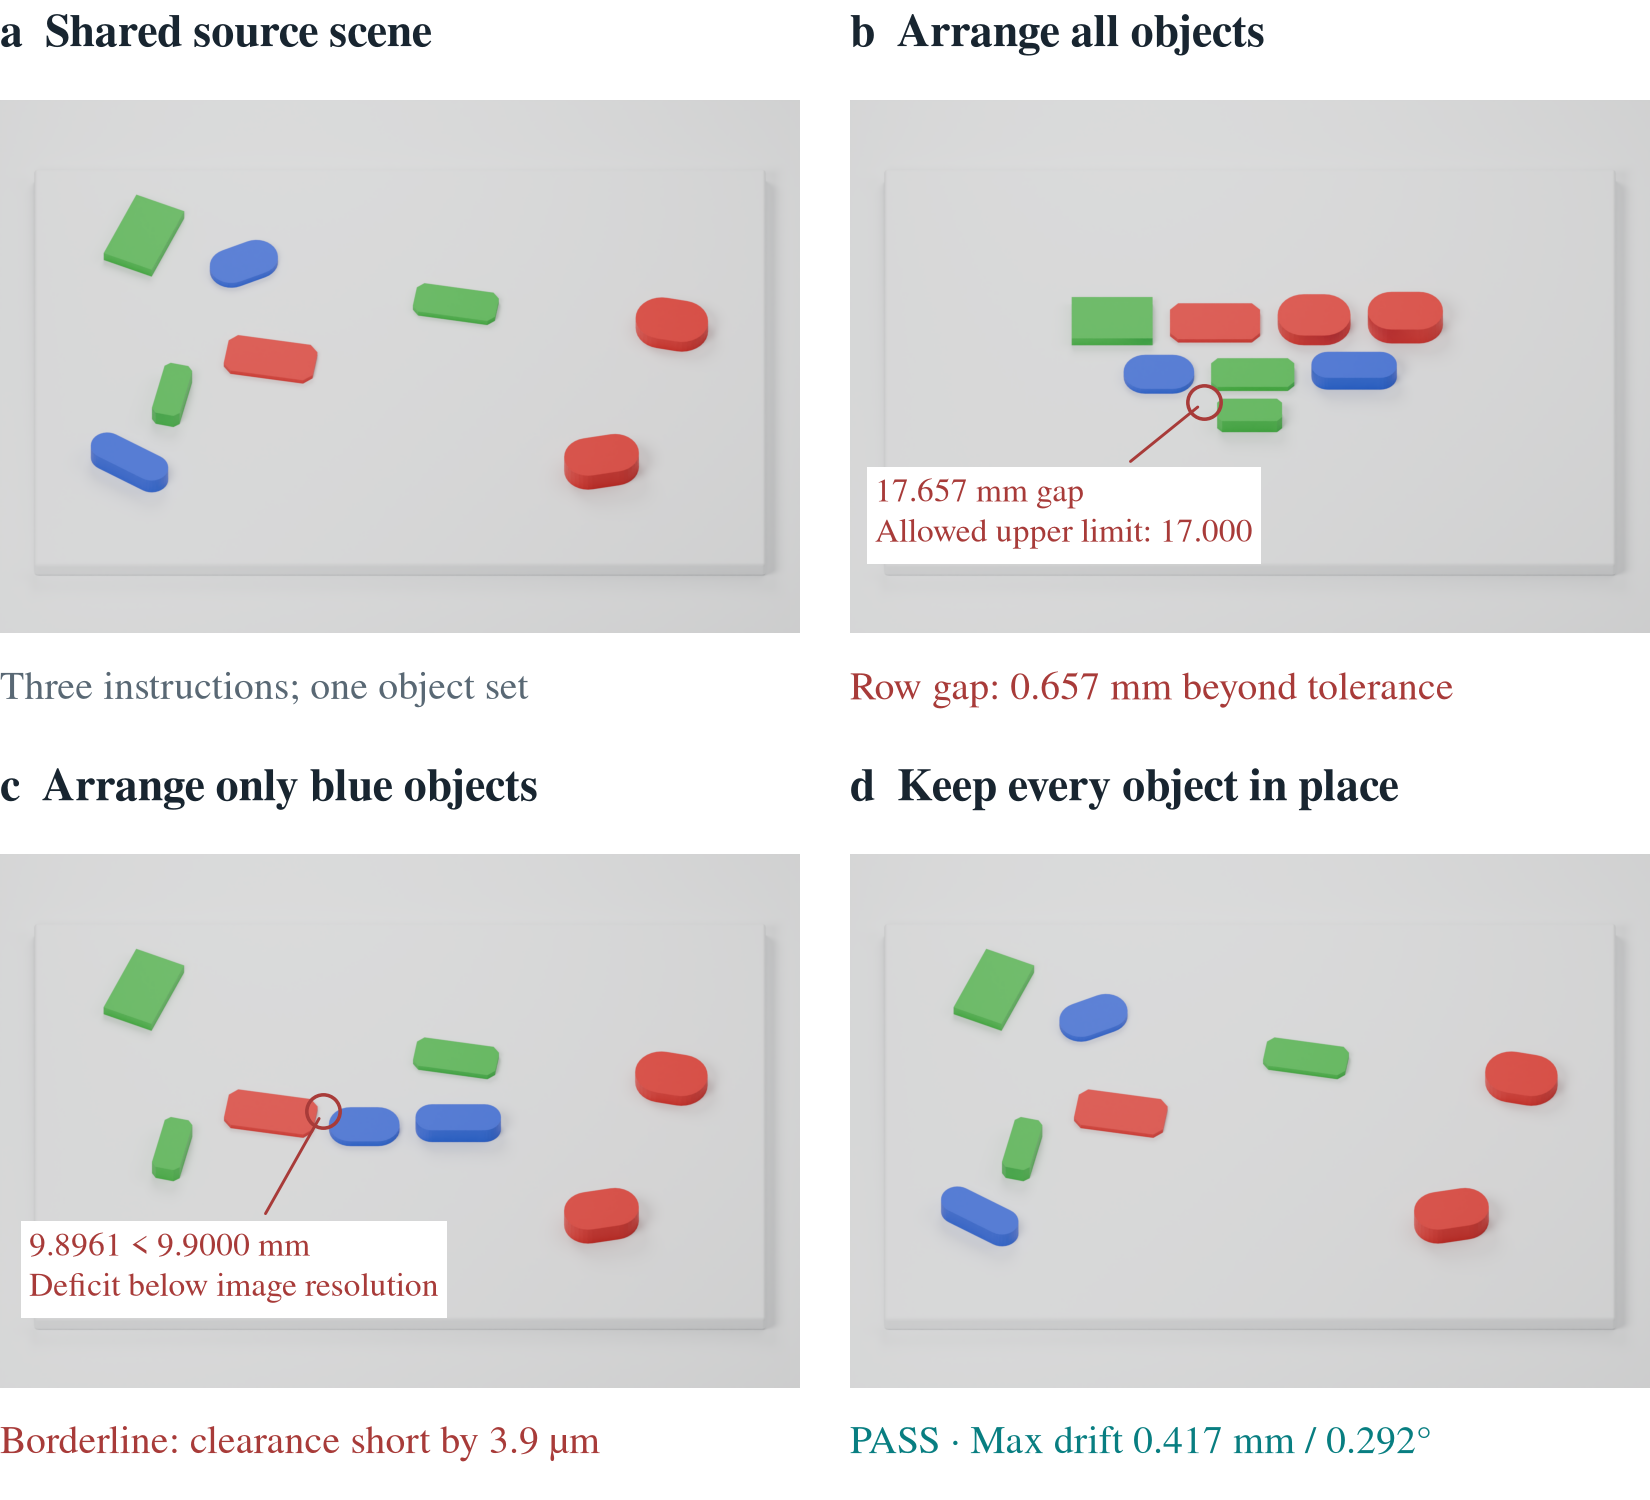 a Shared source scene
b Arrange all objects
17.657 mm gap
Allowed upper limit: 17.000
Three instructions; one object set
Row gap: 0.657 mm beyond tolerance
c Arrange only blue objects
d Keep every object in place
9.8961 < 9.9000 mm
Deficit below image resolution
Borderline: clearance short by 3.9 µm
PASS · Max drift 0.417 mm / 0.292°